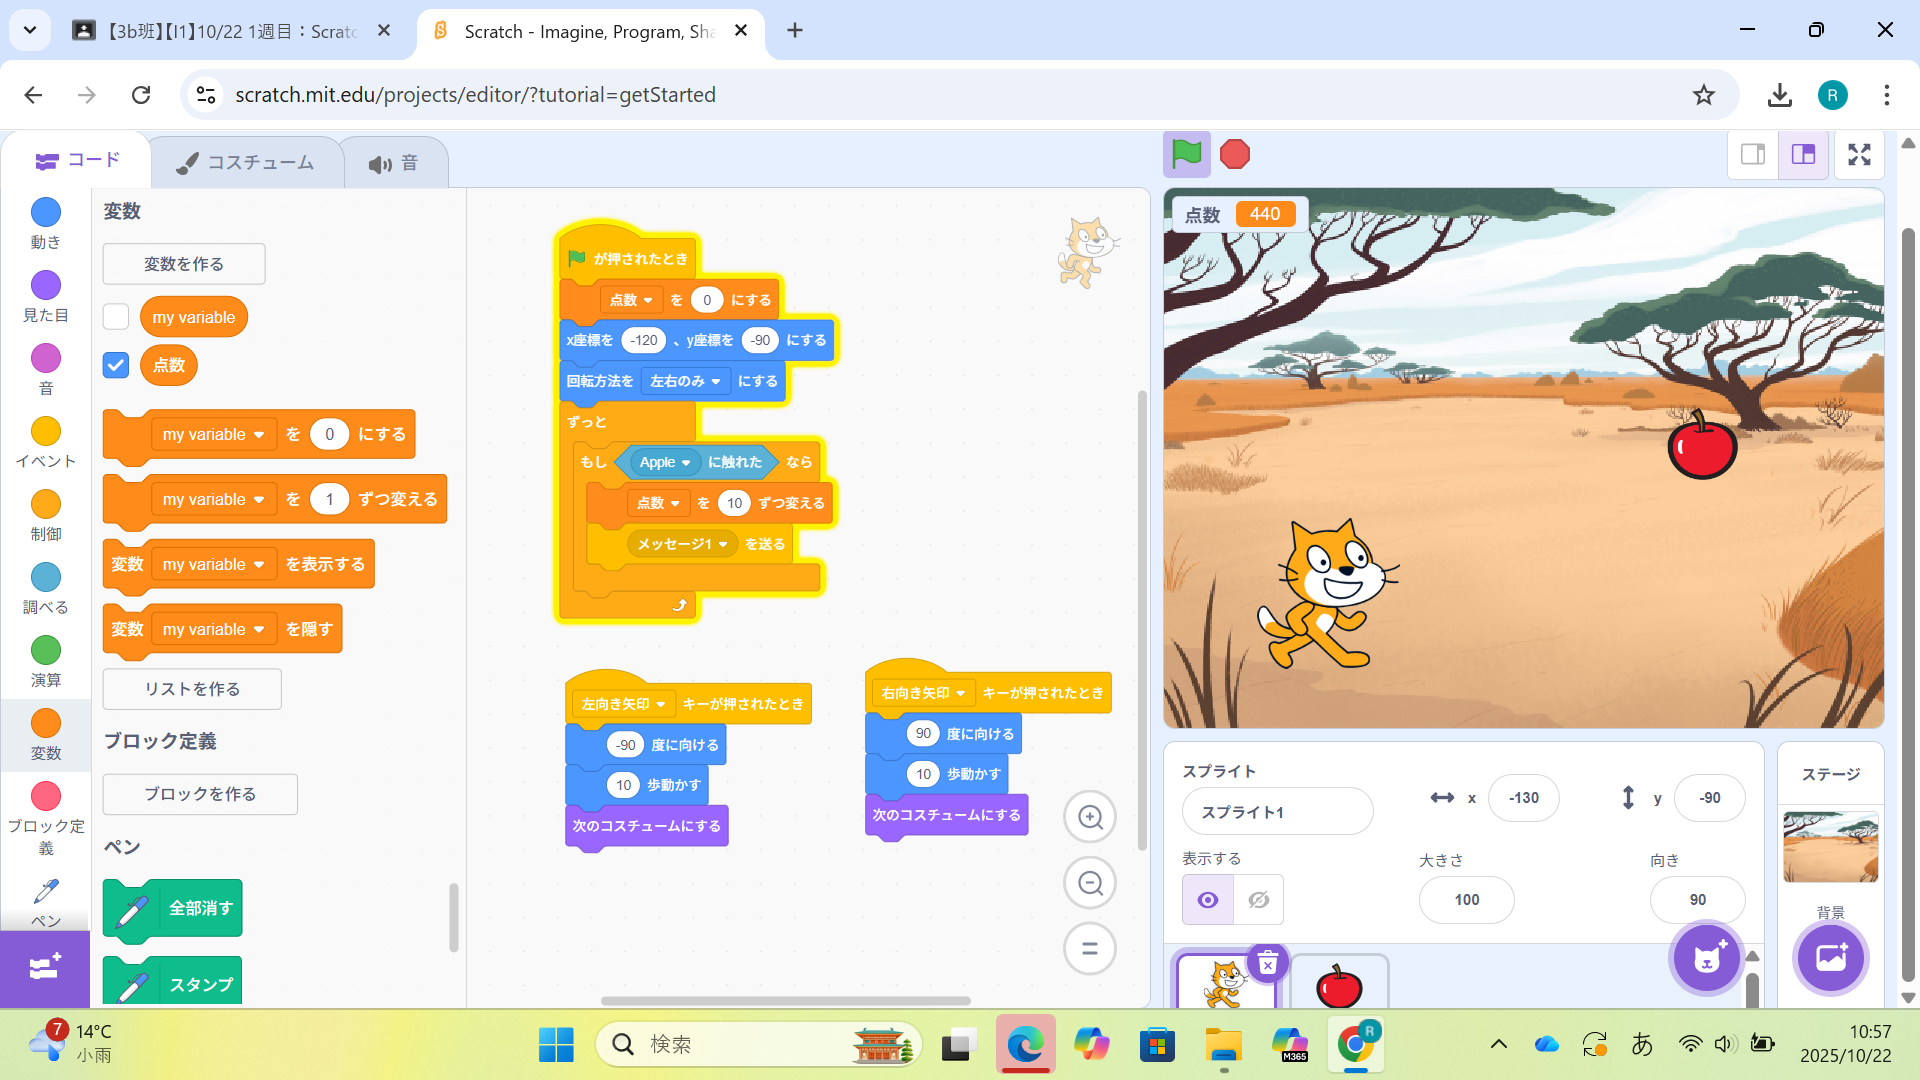 【3b班】【I1】10/22 1週目：Scratc
Scratch - Imagine, Program, Sha
scratch.mit.edu/projects/editor/?tutorial=getStarted
R
コード
コスチューム
音
動き
見た目
音
イベント
制御
調べる
演算
変数
ブロック定
義
ペン
変数
変数を作る
my variable
点数
my variable を 0 にする
my variable を 1 ずつ変える
変数 my variable を表示する
変数 my variable を隠す
リストを作る
ブロック定義
ブロックを作る
ペン
全部消す
スタンプ
が押されたとき
点数 を 0 にする
x座標を -120 、y座標を -90 にする
回転方法を 左右のみ にする
ずっと
もし Apple に触れた なら
点数 を 10 ずつ変える
メッセージ1 を送る
左向き矢印 キーが押されたとき
-90 度に向ける
10 歩動かす
次のコスチュームにする
右向き矢印 キーが押されたとき
90 度に向ける
10 歩動かす
次のコスチュームにする
点数 440
スプライト
スプライト1
x -130
y -90
表示する
大きさ
100
向き
90
ステージ
背景
7
14°C
小雨
検索
M365
R
あ
10:57
2025/10/22